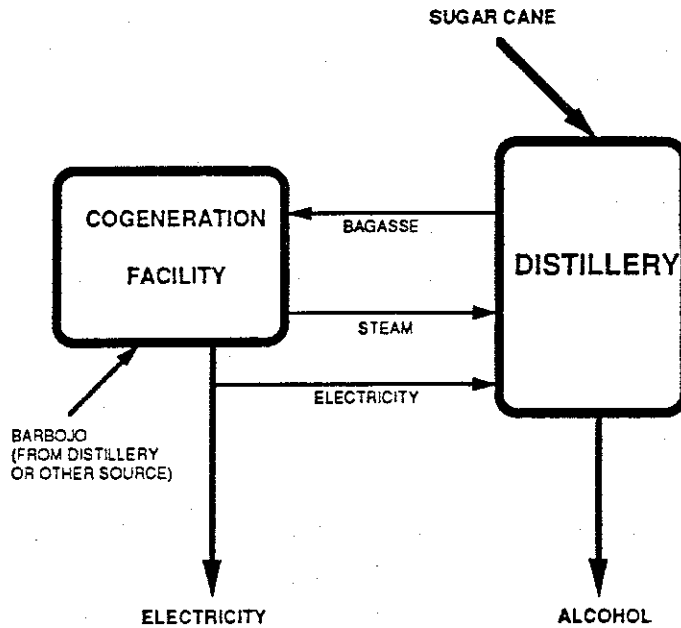 SUGAR CANE
COGENERATION
FACILITY
BAGASSE
DISTILLERY
STEAM
ELECTRICITY
BARBOJO
(FROM DISTILLERY
OR OTHER SOURCE)
ELECTRICITY
ALCOHOL